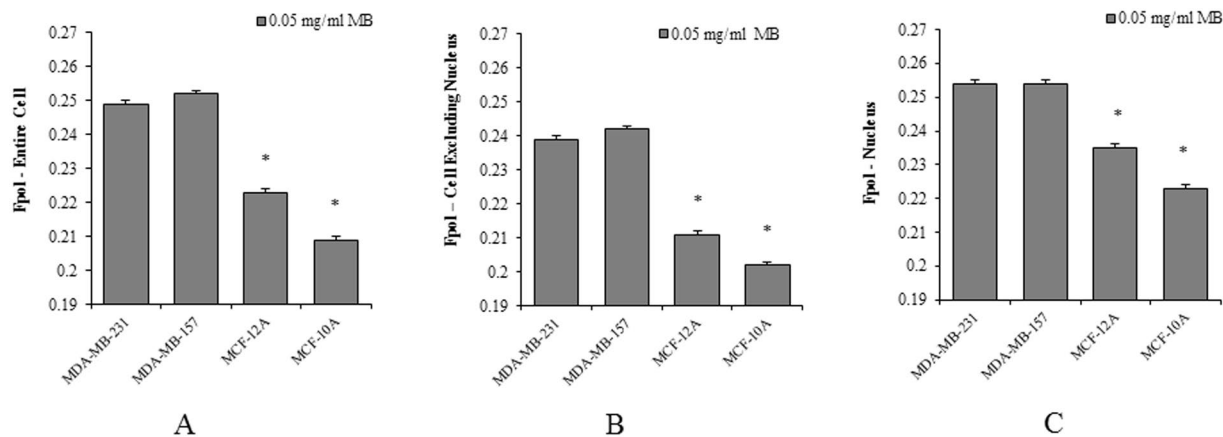 0.05 mg/ml MB
Fpol - Entire Cell
0.27
0.26
0.25
0.24
0.23
0.22
0.21
0.2
0.19
*
*
MDA-MB-231
MDA-MB-157
MCF-12A
MCF-10A
A
0.05 mg/ml MB
Fpol – Cell Excluding Nucleus
0.27
0.26
0.25
0.24
0.23
0.22
0.21
0.2
0.19
*
*
MDA-MB-231
MDA-MB-157
MCF-12A
MCF-10A
B
0.05 mg/ml MB
Fpol - Nucleus
0.27
0.26
0.25
0.24
0.23
0.22
0.21
0.2
0.19
*
*
MDA-MB-231
MDA-MB-157
MCF-12A
MCF-10A
C